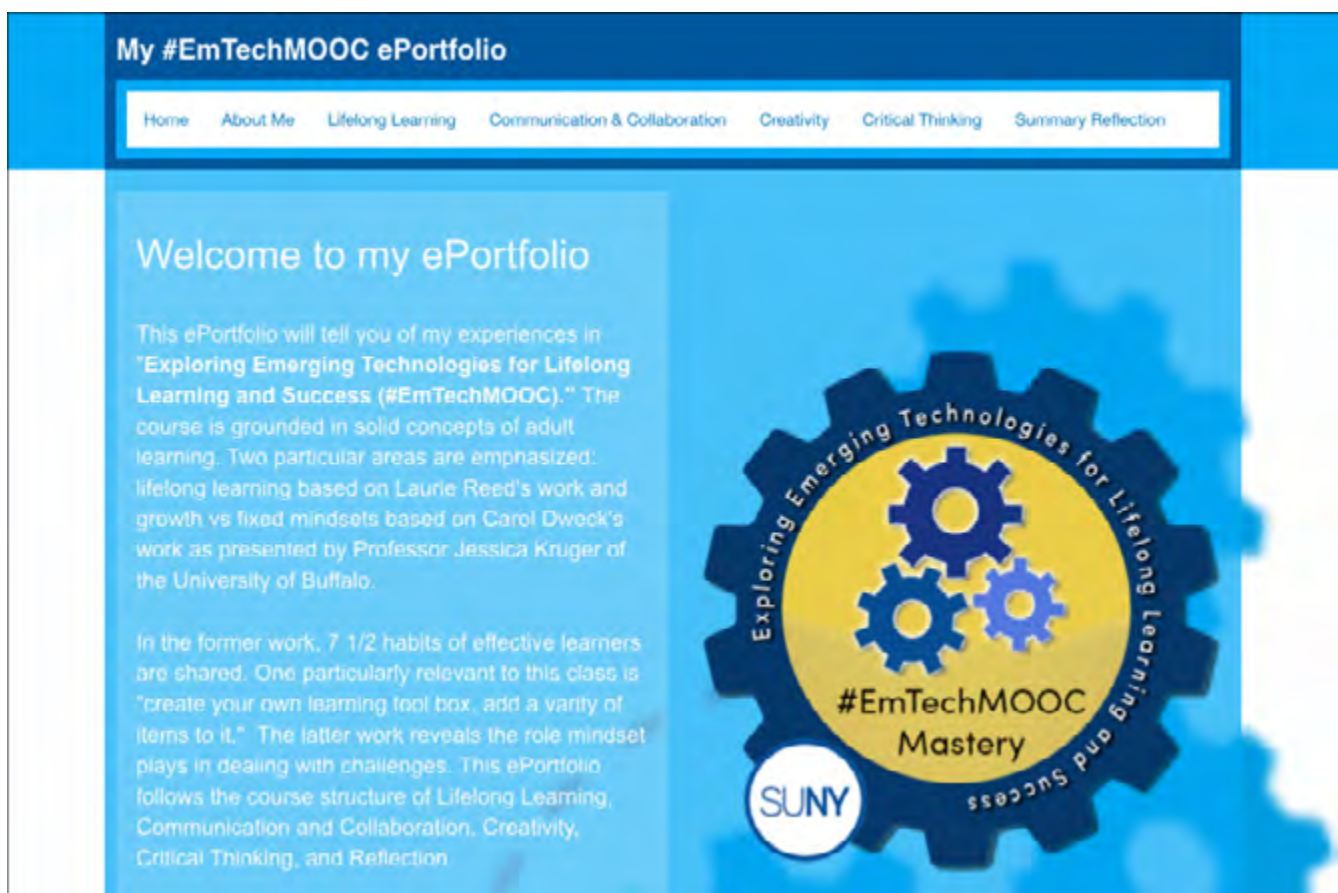 My #EmTechMOOC ePortfolio
Home About Me Lifelong Learning Communication & Collaboration Creativity Critical Thinking Summary Reflection
Welcome to my ePortfolio
This ePortfolio will tell you of my experiences in
"Exploring Emerging Technologies for Lifelong
Learning and Success (#EmTechMOOC)." The
course is grounded in solid concepts of adult
learning. Two particular areas are emphasized:
lifelong learning based on Laurie Reed's work and
growth vs fixed mindsets based on Carol Dweck's
work as presented by Professor Jessica Kruger of
the University of Buffalo.
In the former work, 7 1/2 habits of effective learners
are shared. One particularly relevant to this class is
"create your own learning tool box, add a varity of
items to it." The latter work reveals the role mindset
plays in dealing with challenges. This ePortfolio
follows the course structure of Lifelong Learning,
Communication and Collaboration, Creativity,
Critical Thinking, and Reflection
Exploring Emerging Technologies for Lifelong Learning and Success
#EmTechMOOC
Mastery
SUNY